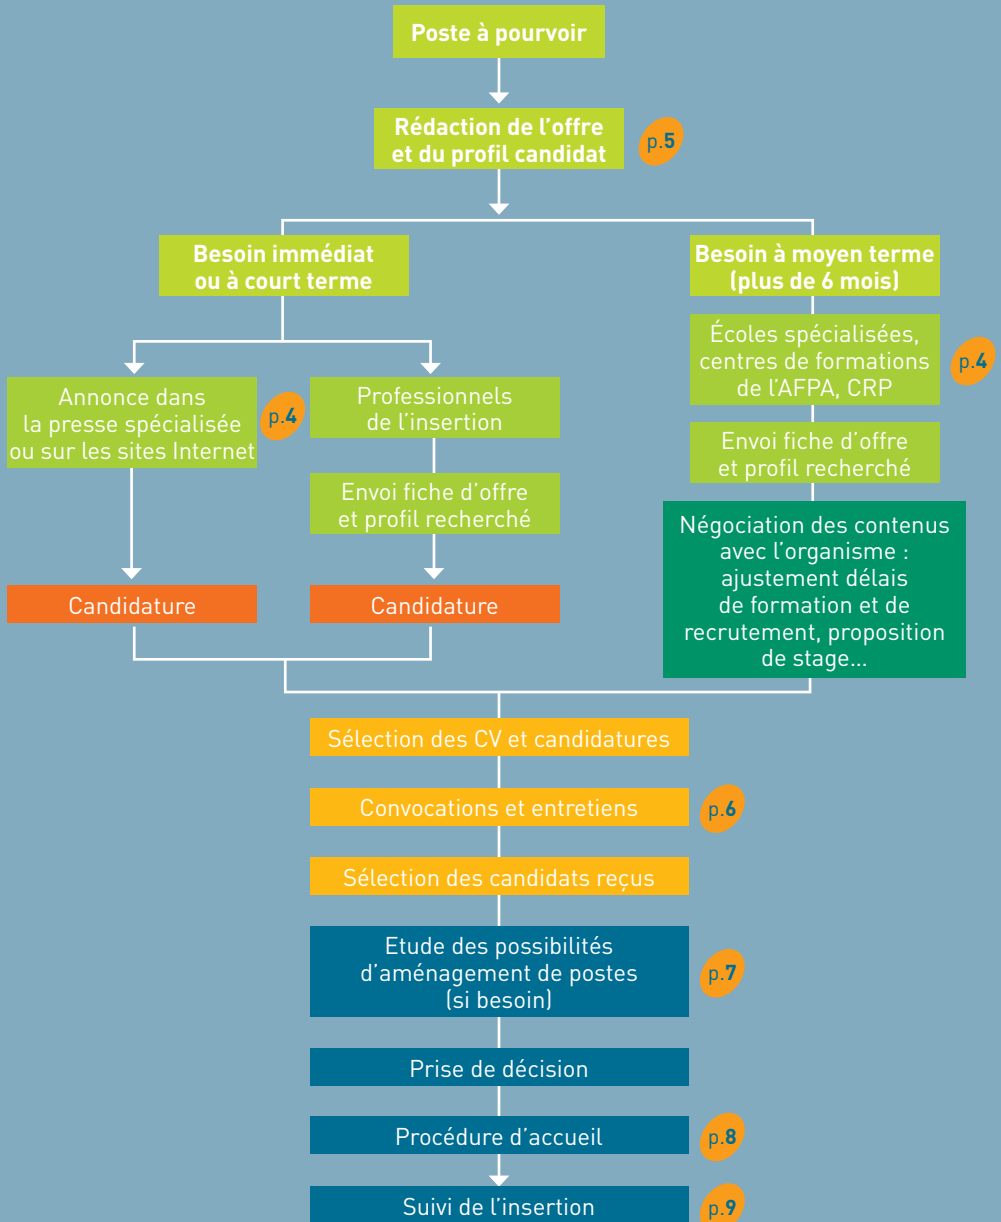 Poste à pourvoir
Rédaction de l'offre
et du profil candidat
p.5
Besoin immédiat
ou à court terme
Besoin à moyen terme
(plus de 6 mois)
Annonce dans
la presse spécialisée
ou sur les sites Internet
p.4
Professionnels
de l'insertion
Envoi fiche d'offre
et profil recherché
Écoles spécialisées,
centres de formations
de l'AFPA, CRP
p.4
Envoi fiche d'offre
et profil recherché
Négociation des contenus
avec l'organisme :
ajustement délais
de formation et de
recrutement, proposition
de stage...
Candidature
Candidature
Sélection des CV et candidatures
Convocations et entretiens
p.6
Sélection des candidats reçus
Etude des possibilités
d'aménagement de postes
(si besoin)
p.7
Prise de décision
Procédure d'accueil
p.8
Suivi de l'insertion
p.9